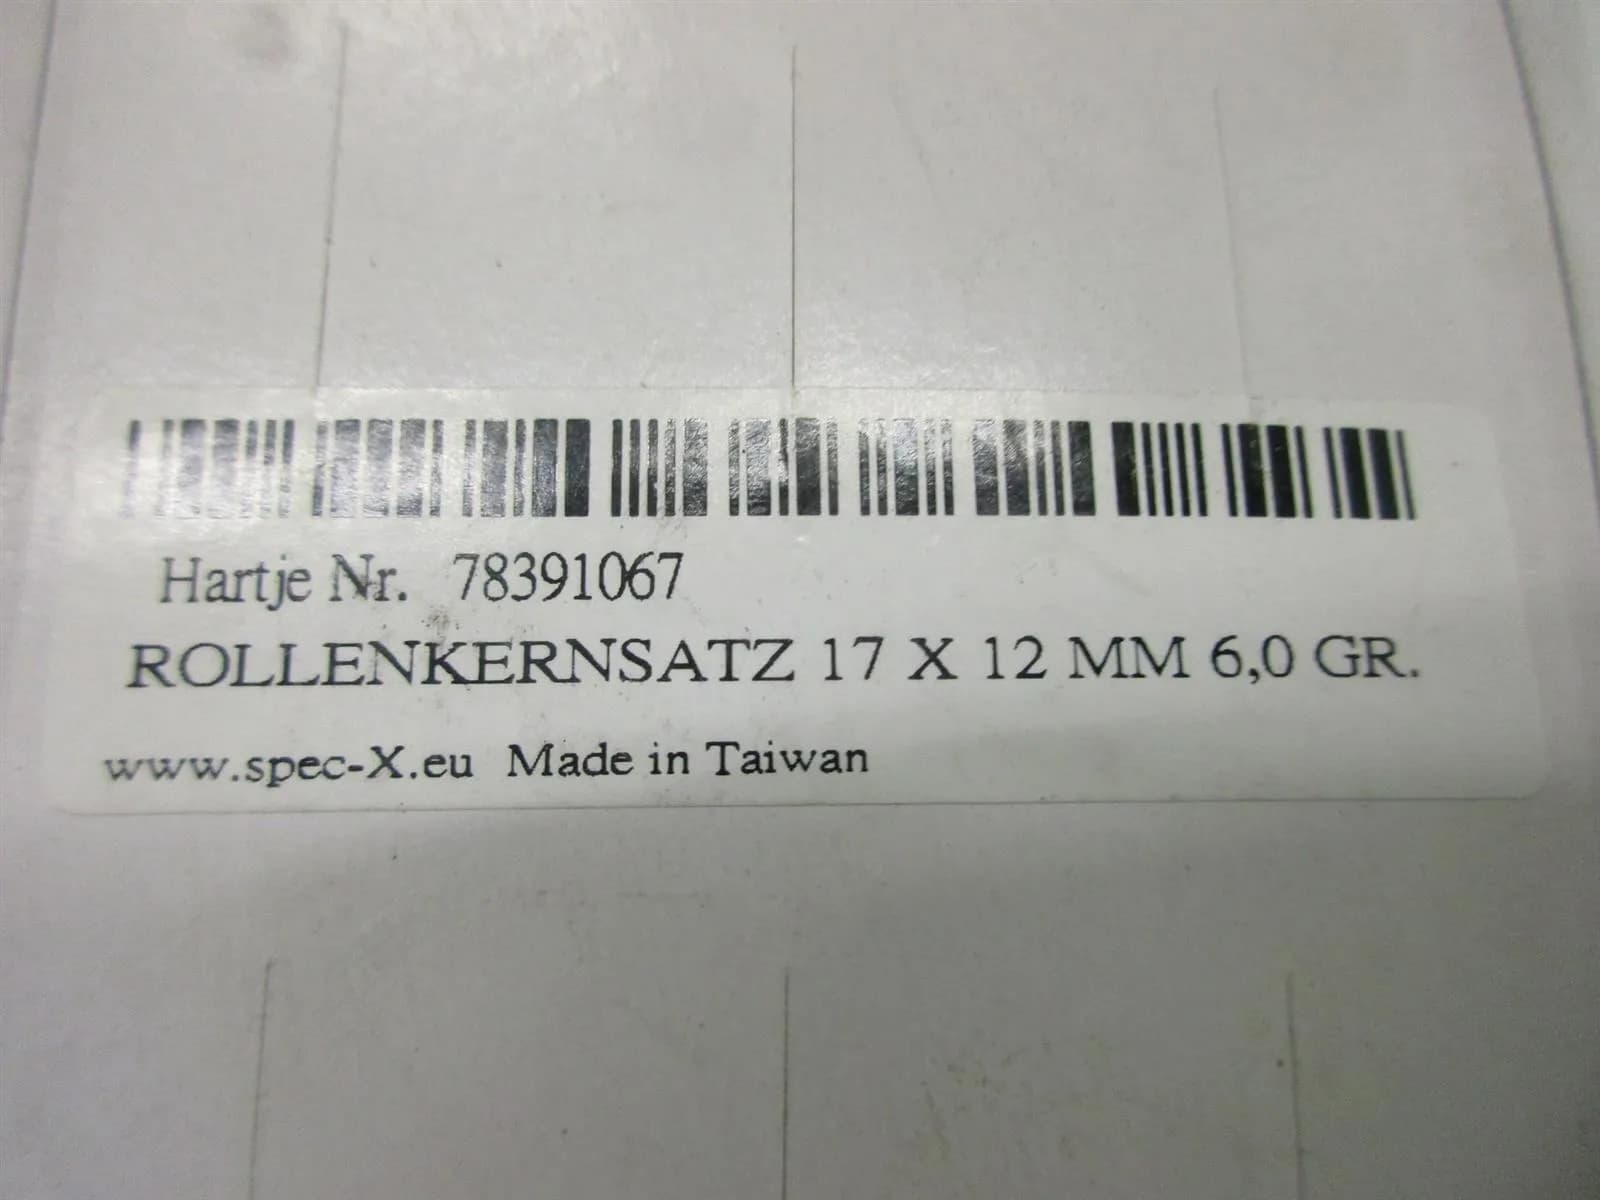 Hartje Nr. 78391067
ROLLENKERNSATZ 17 X 12 MM 6,0 GR.
www.spec-X.eu Made in Taiwan